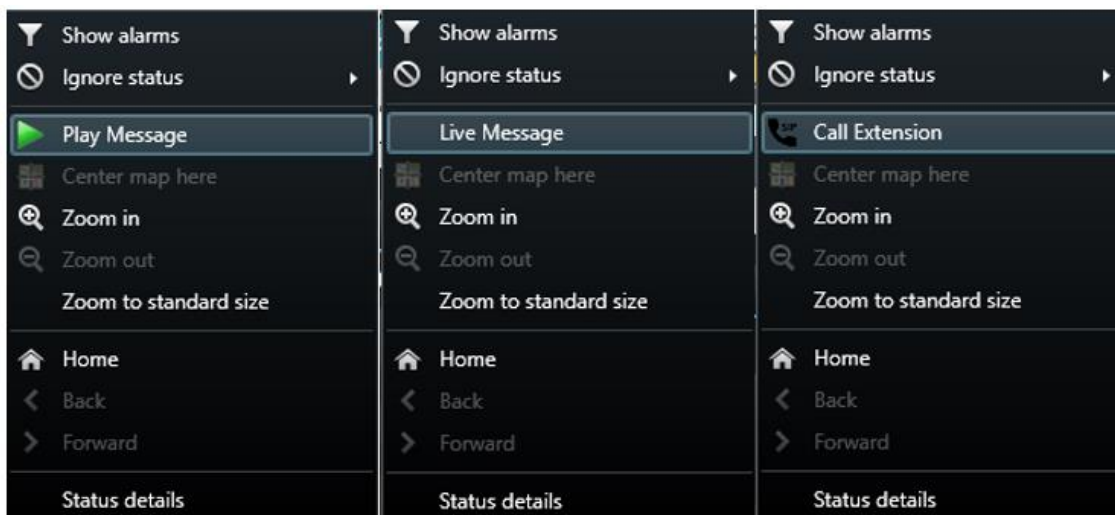 Show alarms
Ignore status
Play Message
Center map here
Zoom in
Zoom out
Zoom to standard size
Home
Back
Forward
Status details
Show alarms
Ignore status
Live Message
Center map here
Zoom in
Zoom out
Zoom to standard size
Home
Back
Forward
Status details
Show alarms
Ignore status
SIP
Call Extension
Center map here
Zoom in
Zoom out
Zoom to standard size
Home
Back
Forward
Status details